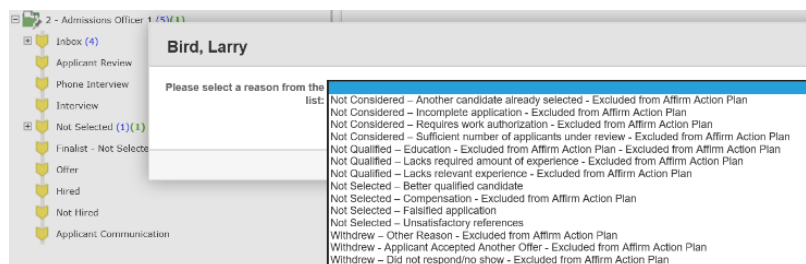 2 - Admissions Officer 1 (5)(1)
Inbox (4)
Applicant Review
Phone Interview
Interview
Not Selected (1)(1)
Finalist - Not Selecte
Offer
Hired
Not Hired
Applicant Communication
Bird, Larry
Please select a reason from the
list:
Not Considered – Another candidate already selected - Excluded from Affirm Action Plan
Not Considered – Incomplete application - Excluded from Affirm Action Plan
Not Considered – Requires work authorization - Excluded from Affirm Action Plan
Not Considered – Sufficient number of applicants under review - Excluded from Affirm Action Plan
Not Qualified – Education - Excluded from Affirm Action Plan - Excluded from Affirm Action Plan
Not Qualified – Lacks required amount of experience - Excluded from Affirm Action Plan
Not Qualified – Lacks relevant experience - Excluded from Affirm Action Plan
Not Selected – Better qualified candidate
Not Selected – Compensation - Excluded from Affirm Action Plan
Not Selected – Falsified application
Not Selected – Unsatisfactory references
Withdrew – Other Reason - Excluded from Affirm Action Plan
Withdrew - Applicant Accepted Another Offer - Excluded from Affirm Action Plan
Withdrew – Did not respond/no show - Excluded from Affirm Action Plan